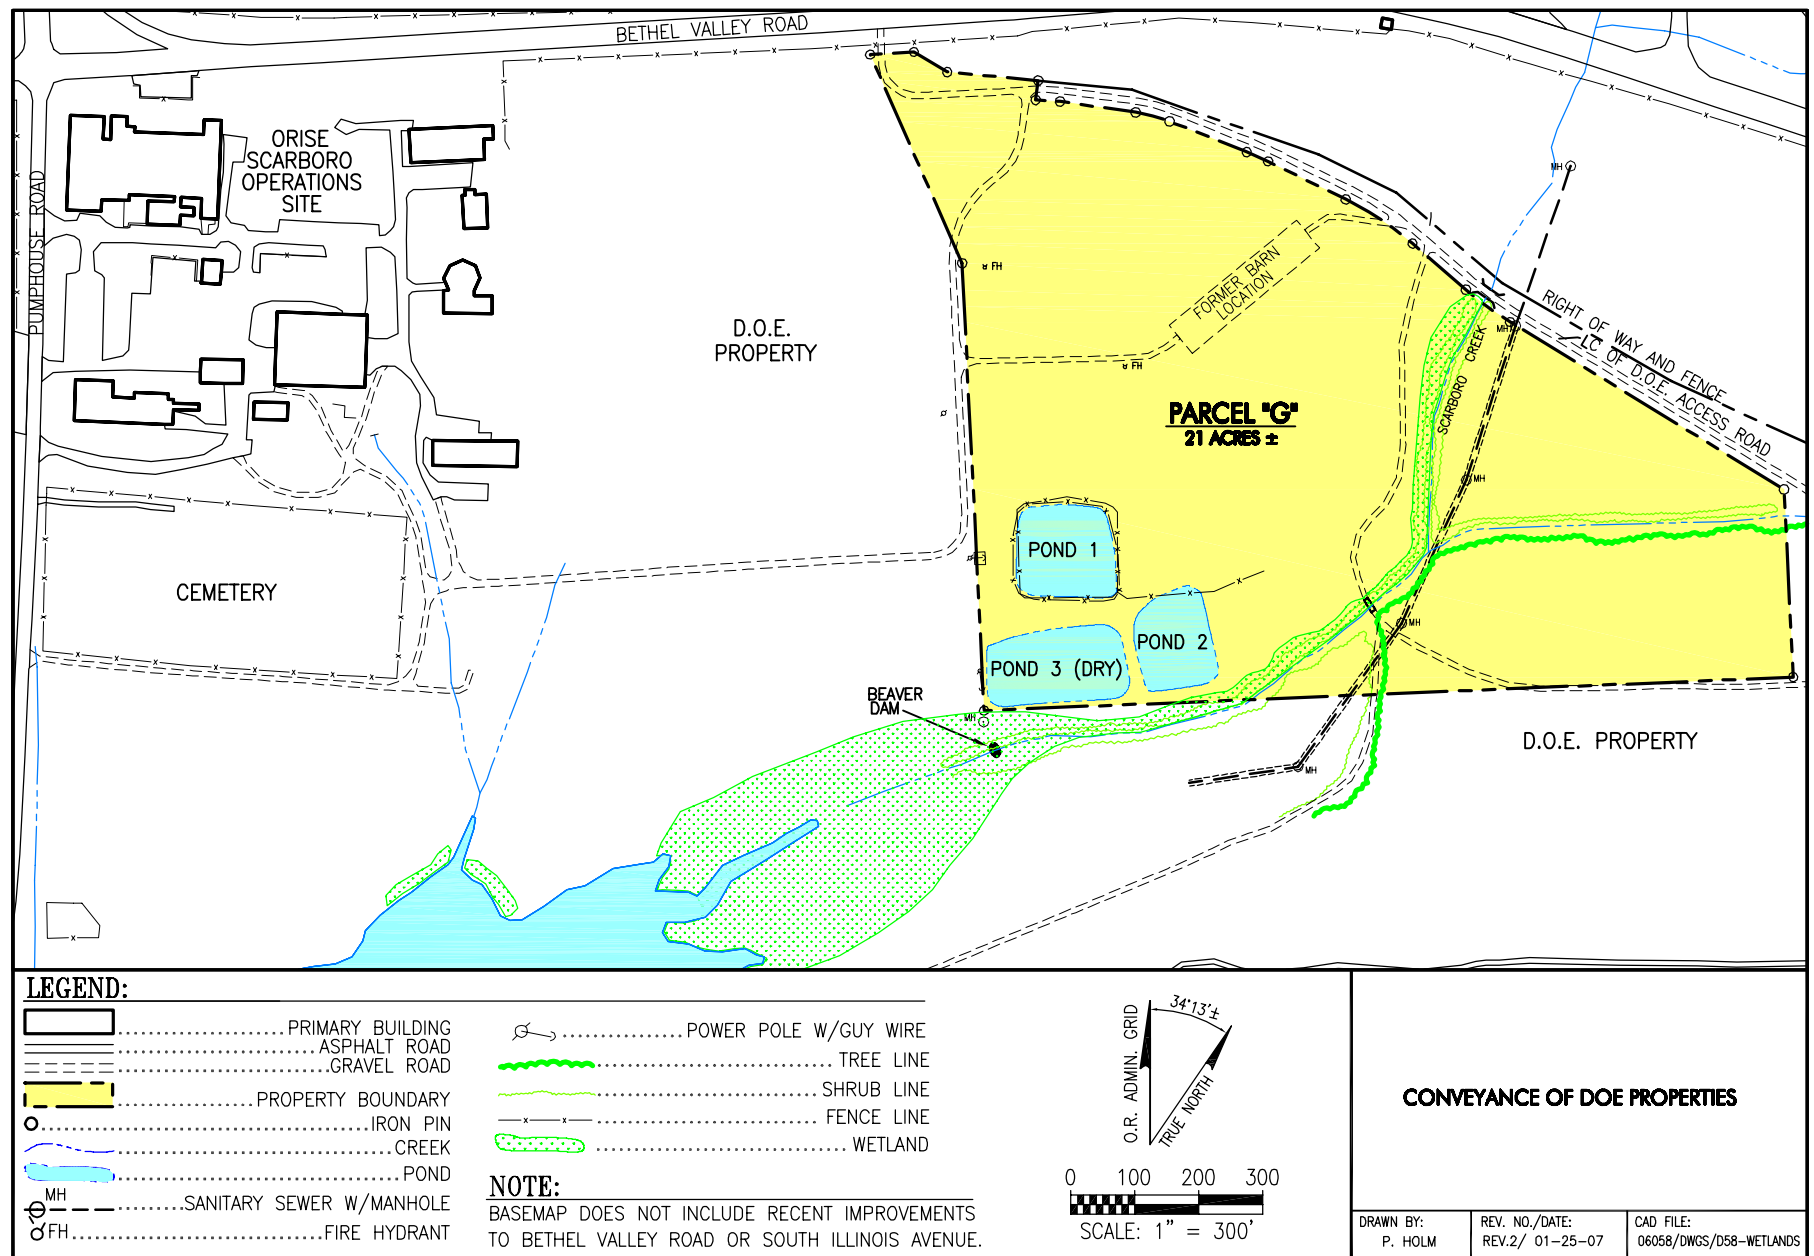 BETHEL VALLEY ROAD
PUMPHOUSE ROAD
ORISE
SCARBORO
OPERATIONS
SITE
D.O.E.
PROPERTY
CEMETERY
FH
FORMER BARN
LOCATION
FH
PARCEL "G"
21 ACRES ±
SCARBORO CREEK
MH
MH
MH
MH
MH
MH
RIGHT OF WAY AND FENCE
LC OF D.O.E. ACCESS ROAD
POND 1
POND 2
POND 3 (DRY)
BEAVER
DAM
D.O.E. PROPERTY
LEGEND:
PRIMARY BUILDING
ASPHALT ROAD
GRAVEL ROAD
PROPERTY BOUNDARY
IRON PIN
CREEK
POND
MH
SANITARY SEWER W/MANHOLE
FH
FIRE HYDRANT
POWER POLE W/GUY WIRE
TREE LINE
SHRUB LINE
FENCE LINE
WETLAND
NOTE:
BASEMAP DOES NOT INCLUDE RECENT IMPROVEMENTS
TO BETHEL VALLEY ROAD OR SOUTH ILLINOIS AVENUE.
O.R. ADMIN. GRID
34°13'±
TRUE NORTH
0 100 200 300
SCALE: 1" = 300'
CONVEYANCE OF DOE PROPERTIES
DRAWN BY:
P. HOLM
REV. NO./DATE:
REV.2/ 01-25-07
CAD FILE:
06058/DWGS/D58-WETLANDS